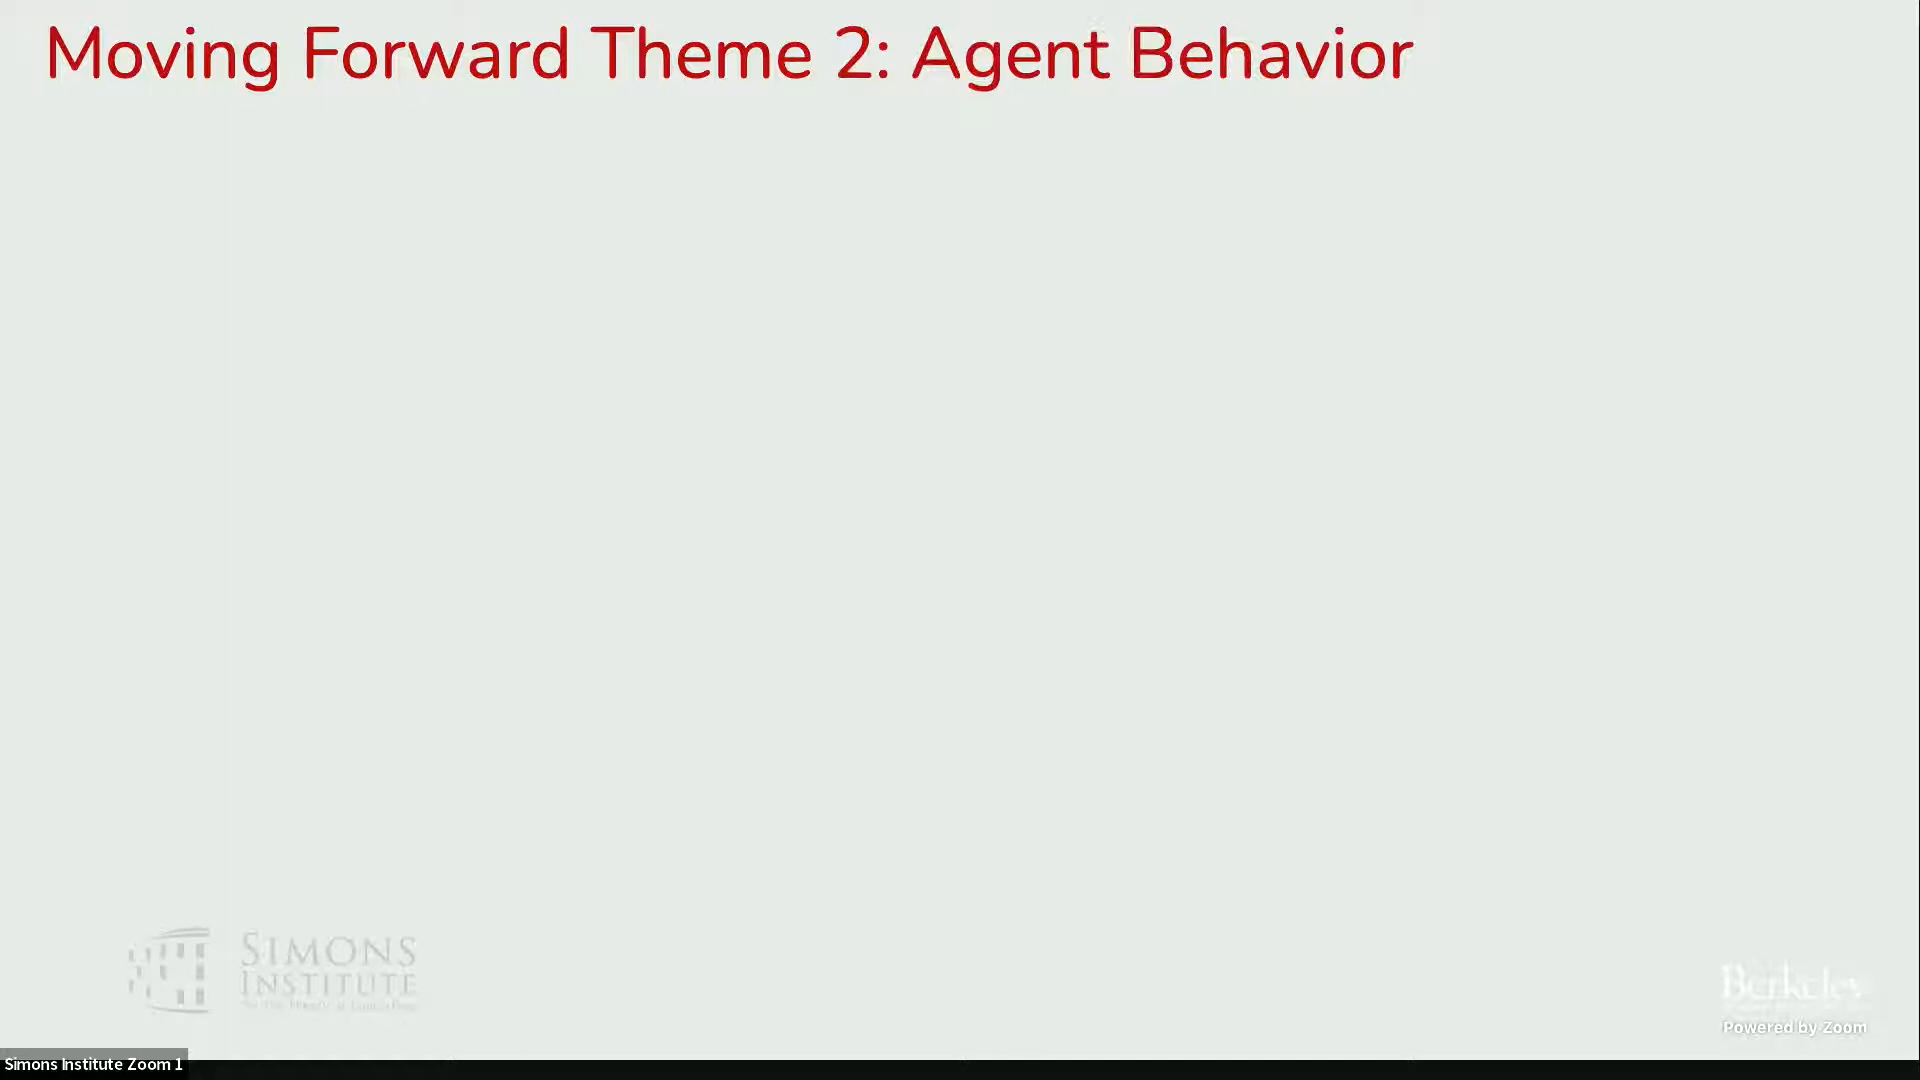 Moving Forward Theme 2: Agent Behavior
SIMONS
INSTITUTE
Berkeley
Powered by Zoom
Simons Institute Zoom 1